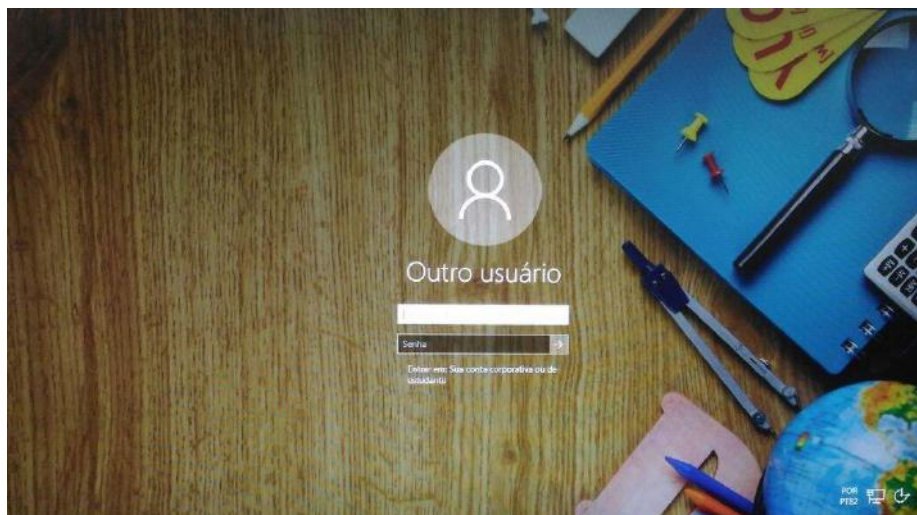 Outro usuário
Senha
Entrar em: Sua conta corporativa ou de
estudante
POR
PTB2